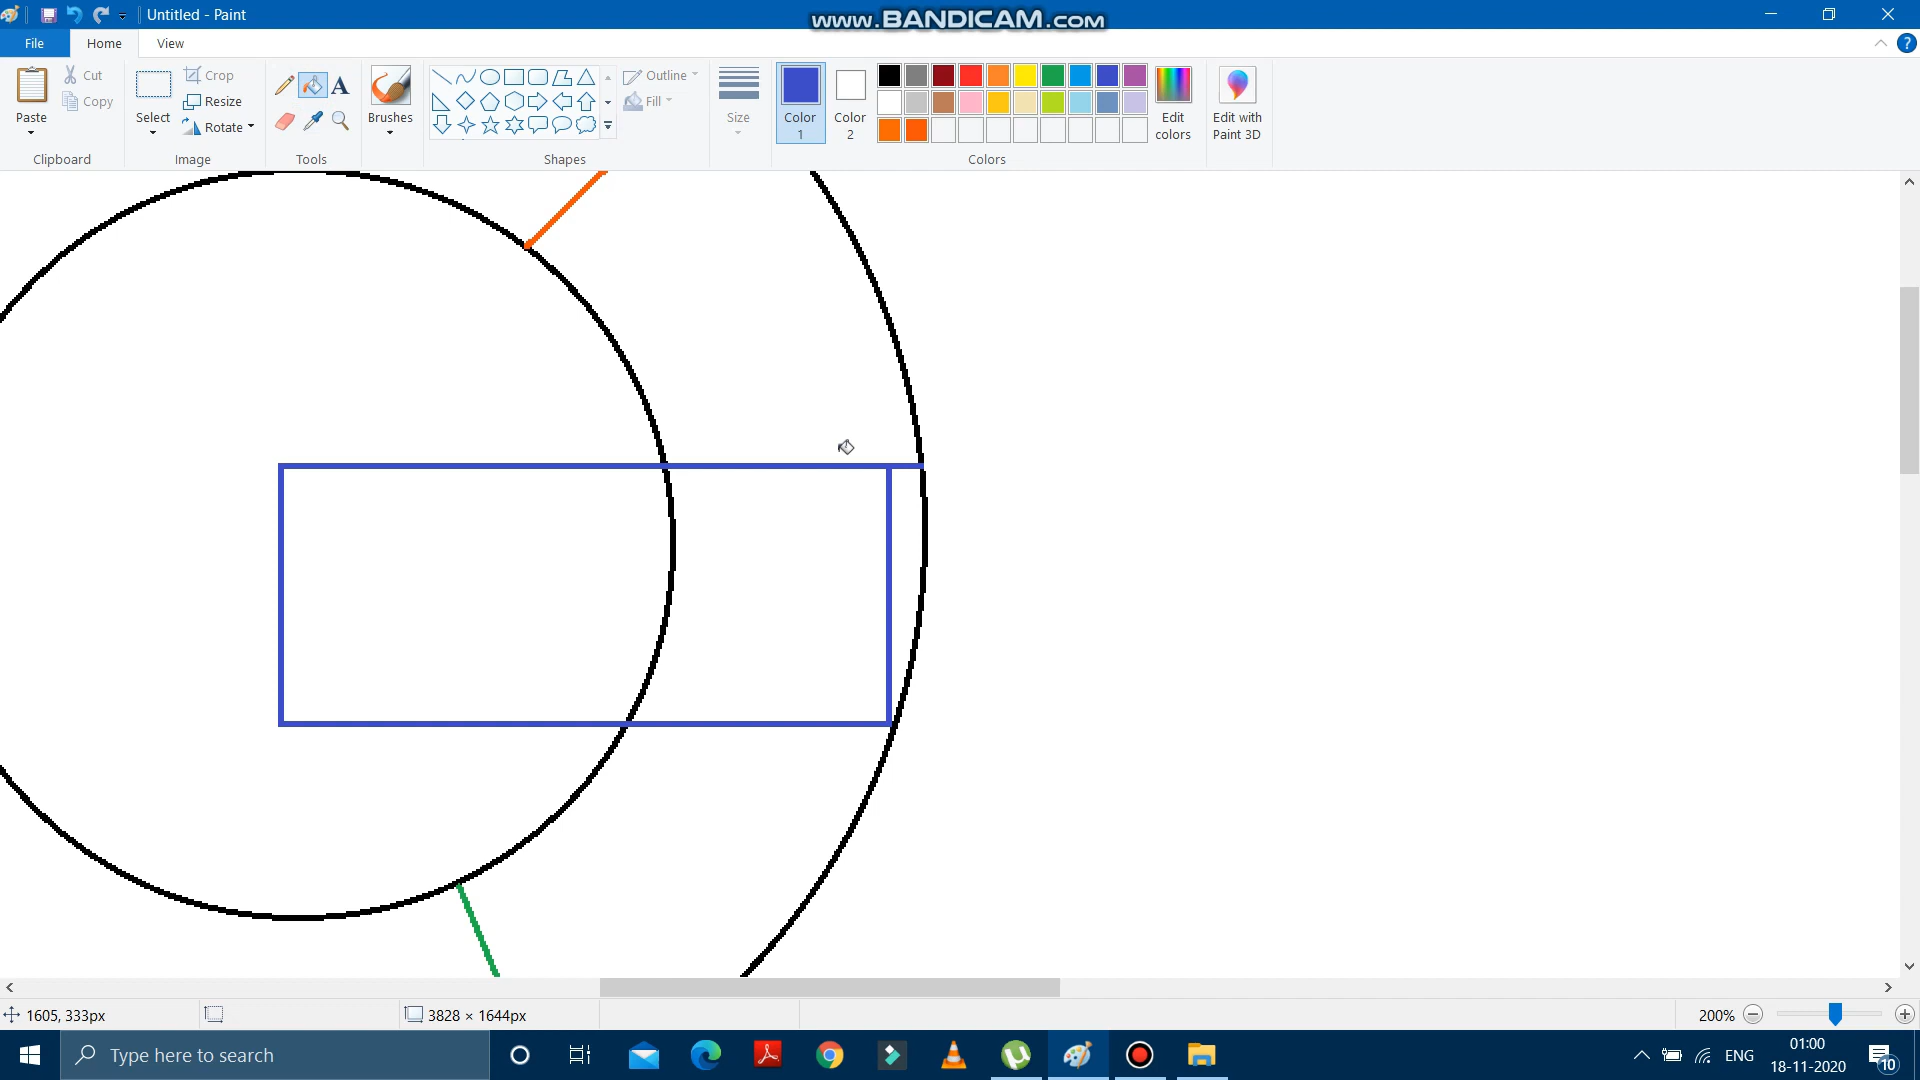 Untitled - Paint
www.BANDICAM.com
File Home View
Paste
Cut
Copy
Clipboard
Select
Crop
Resize
Rotate
Image
A
Tools
Brushes
Outline
Fill
Shapes
Size
Color 1
Color 2
Edit colors
Colors
Edit with Paint 3D
?
1605, 333px
3828 × 1644px
200%
Type here to search
ENG
01:00
18-11-2020
10